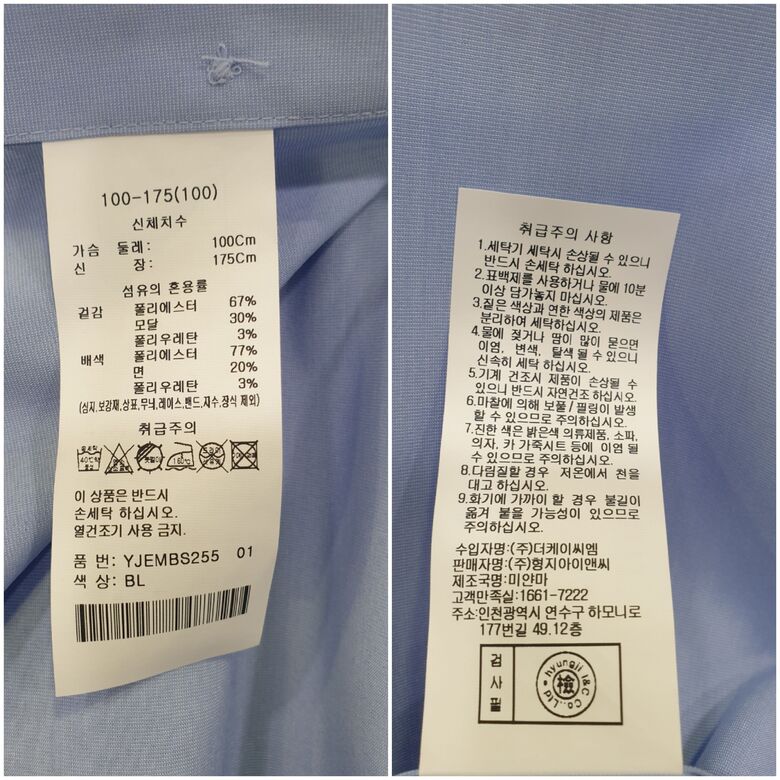 100-175(100)
신체치수
가슴 둘레: 100Cm
신 장: 175Cm
섬유의 혼용률
겉감 폴리에스터 67%
모달 30%
폴리우레탄 3%
배색 폴리에스터 77%
면 20%
폴리우레탄 3%
(심지,보강재,상표,무늬,레이스,밴드,자수,장식 제외)
취급주의
이 상품은 반드시
손세탁 하십시오.
열건조기 사용 금지.
품 번: YJEMBS255 01
색 상: BL
취급주의 사항
1.세탁기 세탁시 손상될 수 있으니
반드시 손세탁 하십시오.
2.표백제를 사용하거나 물에 10분
이상 담가놓지 마십시오.
3.짙은 색상과 연한 색상의 제품은
분리하여 세탁하십시오.
4.물에 젖거나 땀이 많이 묻으면
이염, 변색, 탈색 될 수 있으니
신속히 세탁 하십시오.
5.기계 건조시 제품이 손상될 수
있으니 반드시 자연건조 하십시오.
6.마찰에 의해 보풀/필링이 발생
할 수 있으므로 주의하십시오.
7.진한 색은 밝은색 의류제품, 소파,
의자, 카 가죽시트 등에 이염 될
수 있으므로 주의하십시오.
8.다림질할 경우 저온에서 천을
대고 하십시오.
9.화기에 가까이 할 경우 불길이
옮겨 붙을 가능성이 있으므로
주의하십시오.
수입자명:(주)더케이씨엠
판매자명:(주)형지아이앤씨
제조국명:미얀마
고객만족실:1661-7222
주소:인천광역시 연수구 하모니로
177번길 49.12층
검사필
hyungji I&C Co.,Ltd
檢